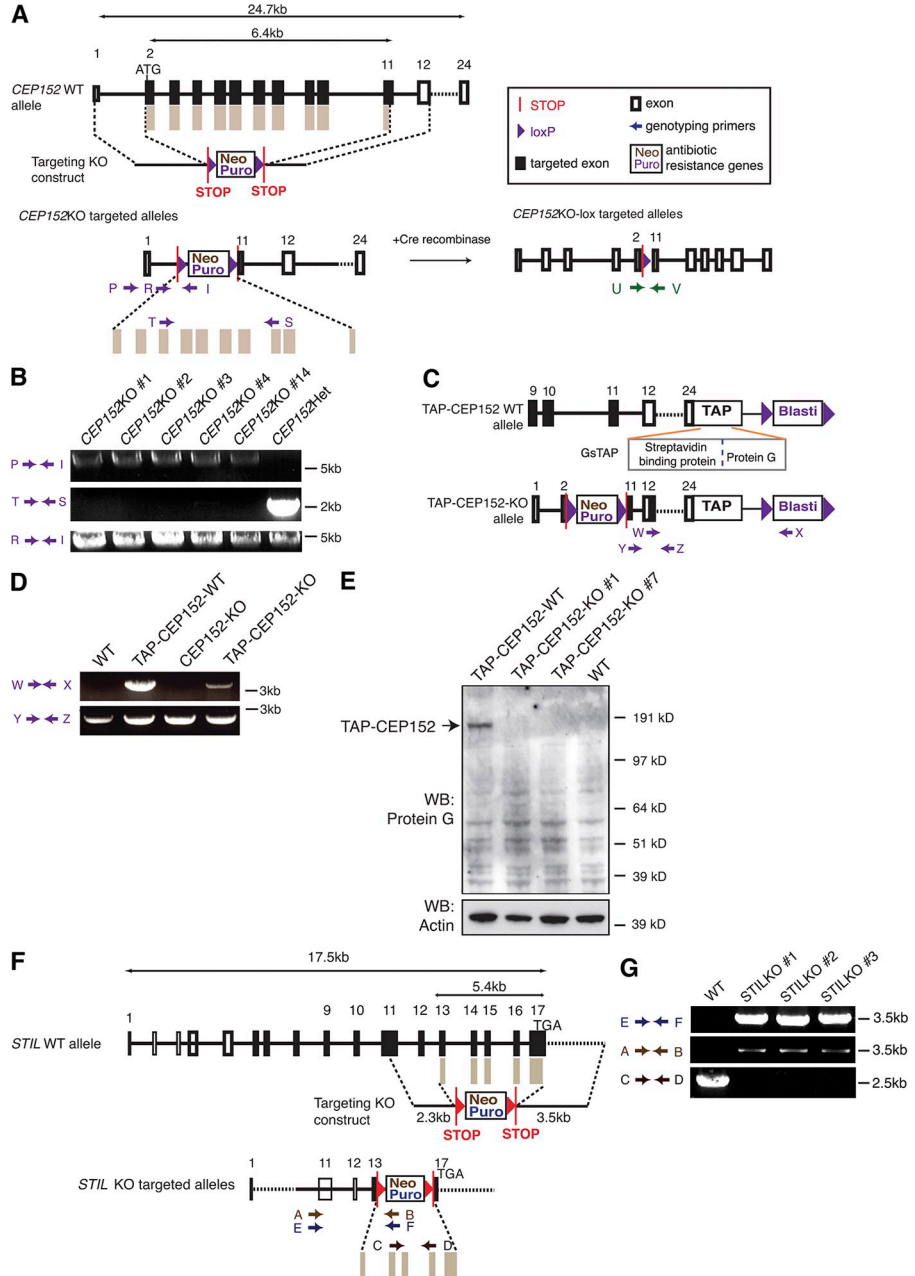 A
24.7kb
6.4kb
1 2 11 12 24
ATG
CEP152 WT
allele
Targeting KO
construct
Neo
Puro
STOP STOP
STOP
loxP
targeted exon
exon
genotyping primers
Neo
Puro
antibiotic
resistance genes
CEP152KO targeted alleles
1 11 12 24
Neo
Puro
P R I
T S
+Cre recombinase
CEP152KO-lox targeted alleles
2 11
U V
B
CEP152KO #1
CEP152KO #2
CEP152KO #3
CEP152KO #4
CEP152KO #14
CEP152Het
P I
5kb
T S
2kb
R I
5kb
C
9 10 11 12 24
TAP-CEP152 WT
allele
TAP
Blasti
GsTAP
Streptavidin
binding protein
Protein G
TAP-CEP152-KO
allele
1 2 11 12 24
Neo
Puro
TAP
Blasti
W X
Y Z
D
WT
TAP-CEP152-WT
CEP152-KO
TAP-CEP152-KO
W X
3kb
Y Z
3kb
E
TAP-CEP152-WT
TAP-CEP152-KO #1
TAP-CEP152-KO #7
WT
TAP-CEP152
191 kD
97 kD
64 kD
51 kD
39 kD
WB:
Protein G
WB:
Actin
39 kD
F
17.5kb
5.4kb
1 9 10 11 12 13 14 15 16 17
TGA
STIL WT allele
Targeting KO
construct
2.3kb
Neo
Puro
3.5kb
STOP STOP
STIL KO targeted alleles
1 11 12 13 17
TGA
Neo
Puro
A B
E F
C D
G
WT
STILKO #1
STILKO #2
STILKO #3
E F
3.5kb
A B
3.5kb
C D
2.5kb